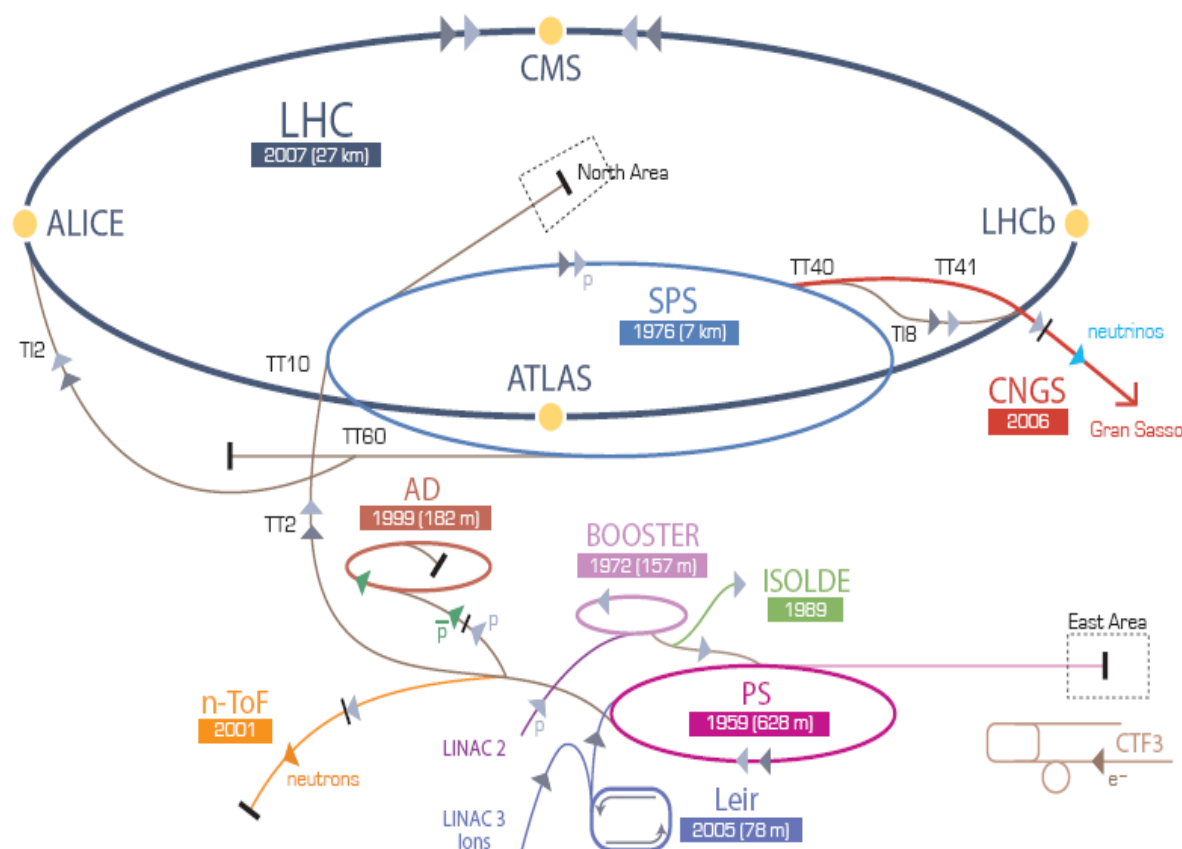 CMS
LHC
2007 (27 km)
North Area
ALICE
LHCb
TT40
TT41
p
SPS
1976 (7 km)
TI8
neutrinos
TI2
TT10
ATLAS
CNGS
2006
Gran Sasso
TT60
AD
1999 (182 m)
TT2
BOOSTER
1972 (157 m)
ISOLDE
1989
p
p
East Area
n-ToF
2001
PS
1959 (628 m)
p
LINAC 2
neutrons
CTF3
e⁻
LINAC 3
Ions
Leir
2005 (78 m)